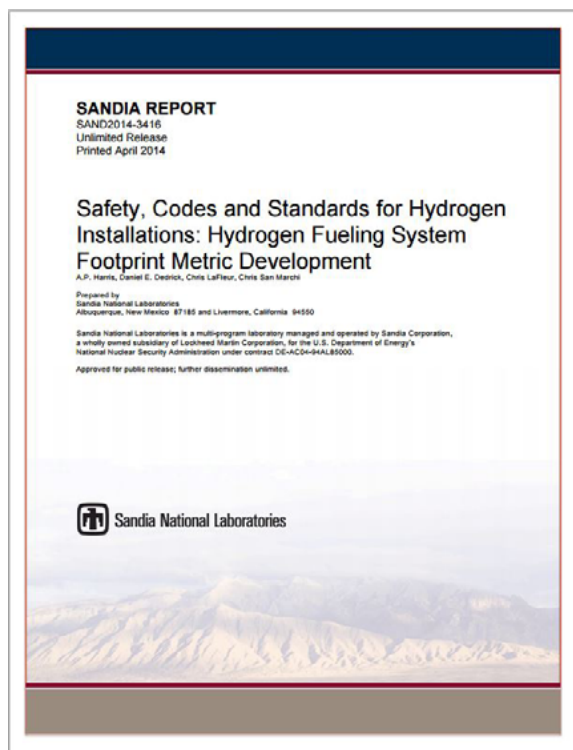 SANDIA REPORT
SAND2014-3416
Unlimited Release
Printed April 2014
Safety, Codes and Standards for Hydrogen
Installations: Hydrogen Fueling System
Footprint Metric Development
A.P. Harris, Daniel E. Dedrick, Chris LaFleur, Chris San Marchi
Prepared by
Sandia National Laboratories
Albuquerque, New Mexico 87185 and Livermore, California 94550
Sandia National Laboratories is a multi-program laboratory managed and operated by Sandia Corporation,
a wholly owned subsidiary of Lockheed Martin Corporation, for the U.S. Department of Energy's
National Nuclear Security Administration under contract DE-AC04-94AL85000.
Approved for public release; further dissemination unlimited.
Sandia National Laboratories